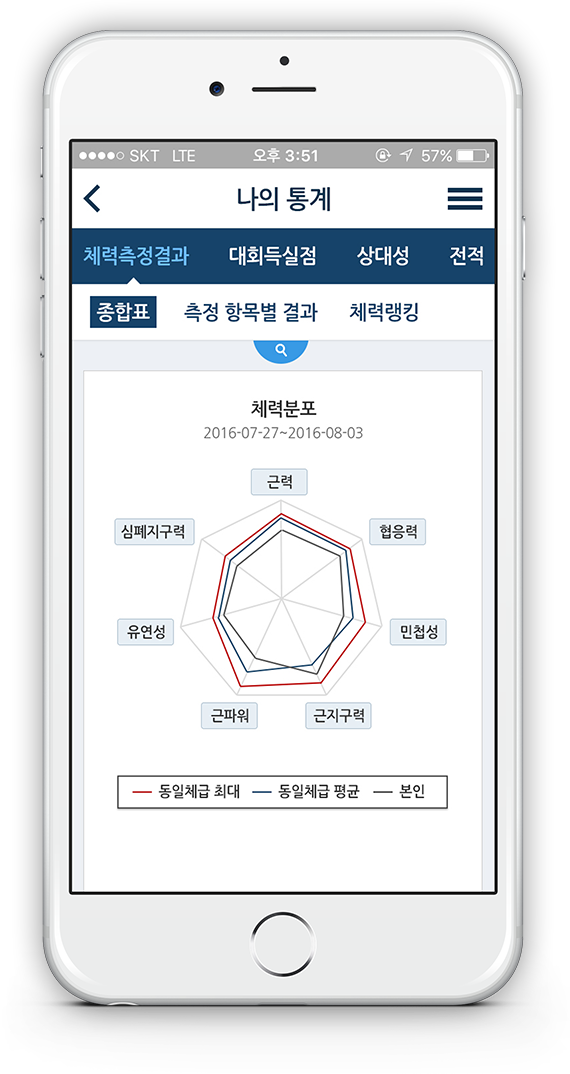 SKT LTE 오후 3:51 57%
나의 통계
체력측정결과 대회득실점 상대성 전적
종합표 측정 항목별 결과 체력랭킹
체력분포
2016-07-27~2016-08-03
근력
심폐지구력 협응력
유연성 민첩성
근파워 근지구력
동일체급 최대 동일체급 평균 본인